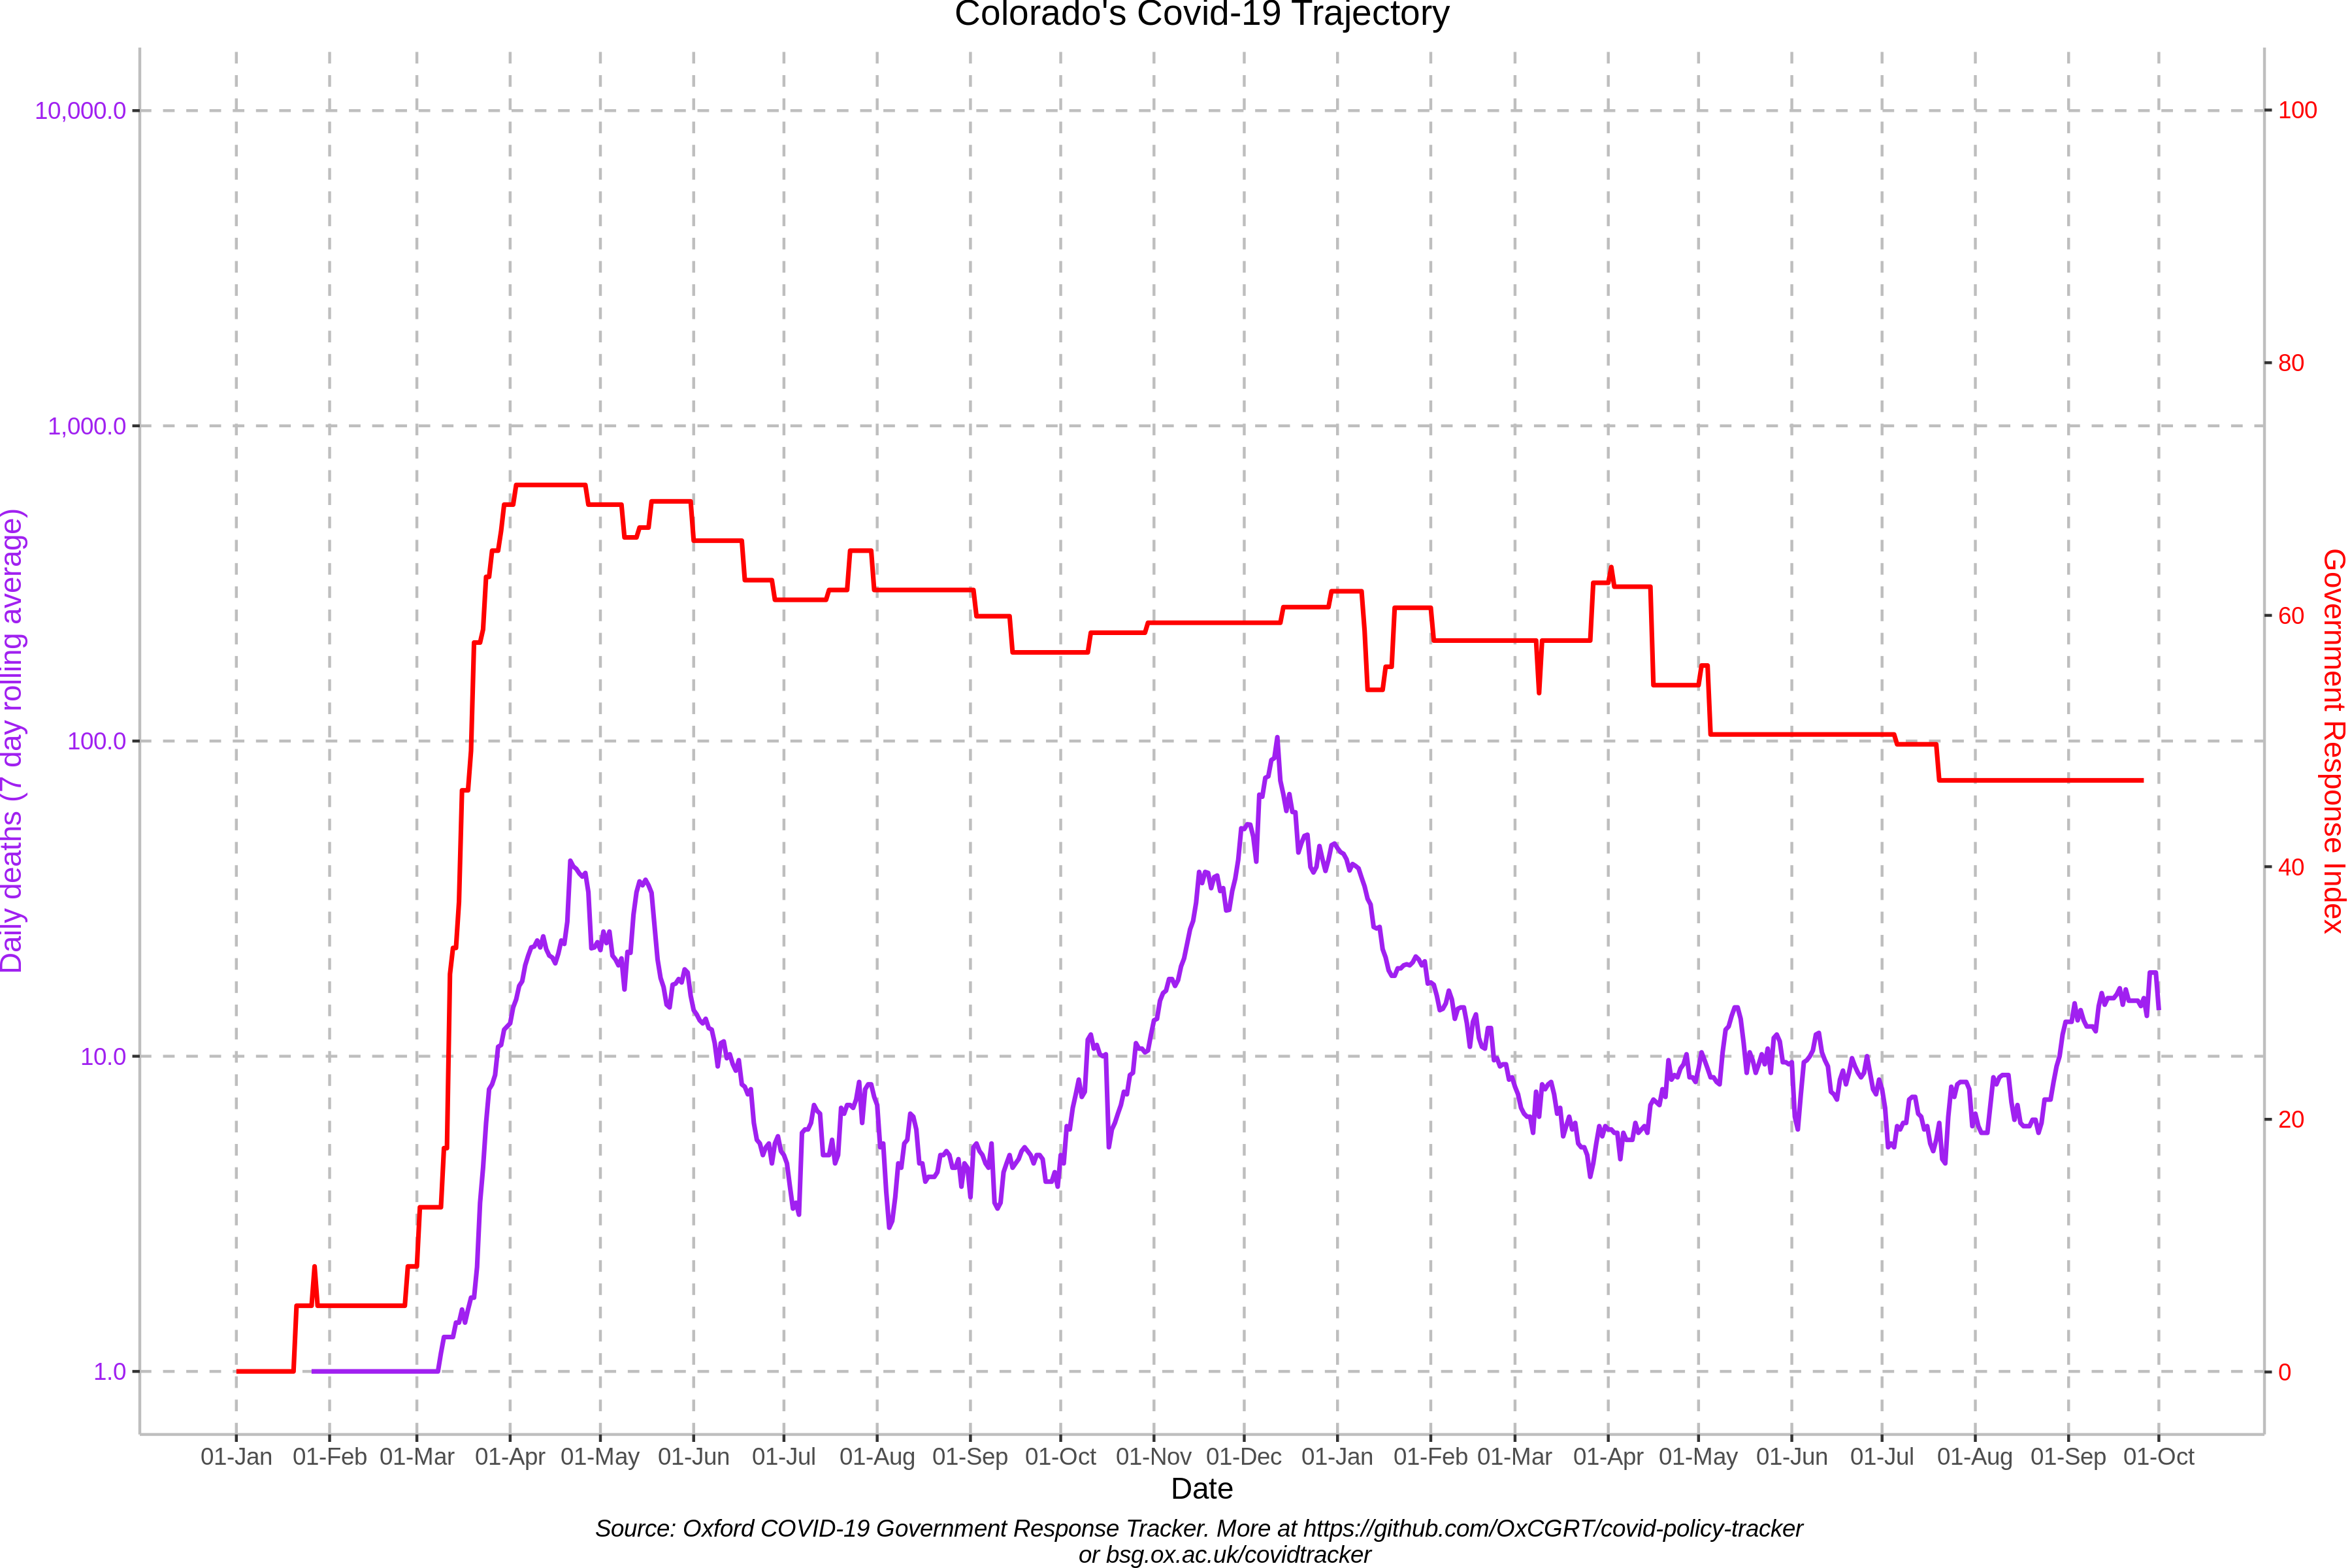 Colorado's Covid-19 Trajectory
10,000.0
1,000.0
100.0
10.0
1.0
Daily deaths (7 day rolling average)
100
80
60
40
20
0
Government Response Index
01-Jan 01-Feb 01-Mar 01-Apr 01-May 01-Jun 01-Jul 01-Aug 01-Sep 01-Oct 01-Nov 01-Dec 01-Jan 01-Feb 01-Mar 01-Apr 01-May 01-Jun 01-Jul 01-Aug 01-Sep 01-Oct
Date
Source: Oxford COVID-19 Government Response Tracker. More at https://github.com/OxCGRT/covid-policy-tracker
or bsg.ox.ac.uk/covidtracker